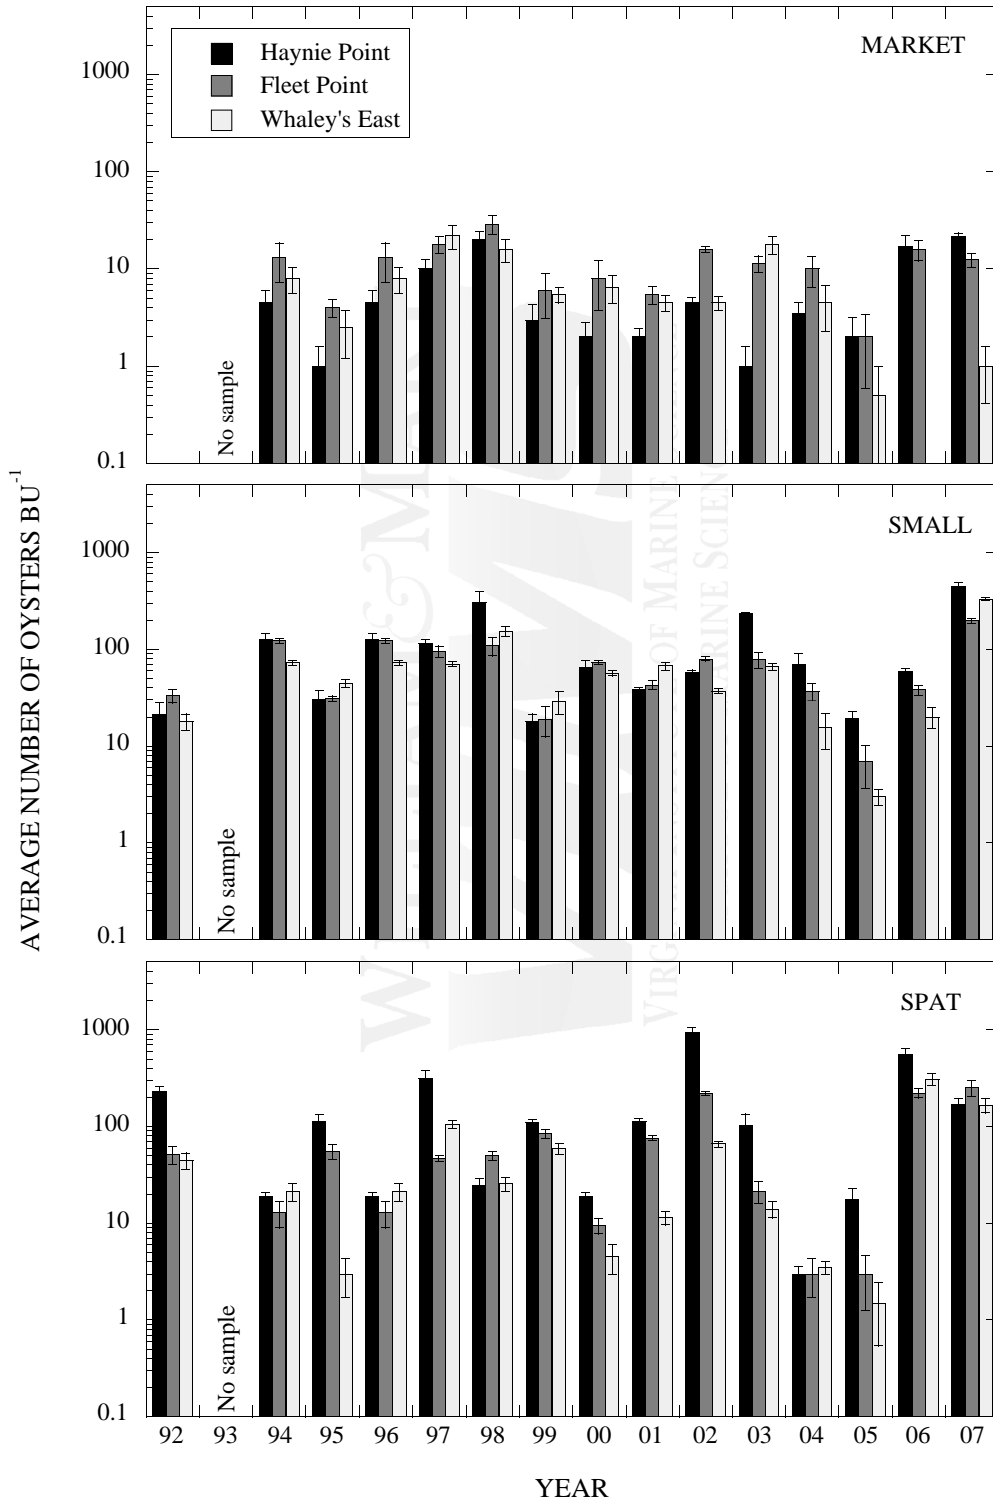 MARKET
Haynie Point
Fleet Point
Whaley's East
1000
100
10
1
0.1
No sample
SMALL
1000
100
10
1
0.1
No sample
SPAT
1000
100
10
1
0.1
No sample
92 93 94 95 96 97 98 99 00 01 02 03 04 05 06 07
YEAR
AVERAGE NUMBER OF OYSTERS BU-1